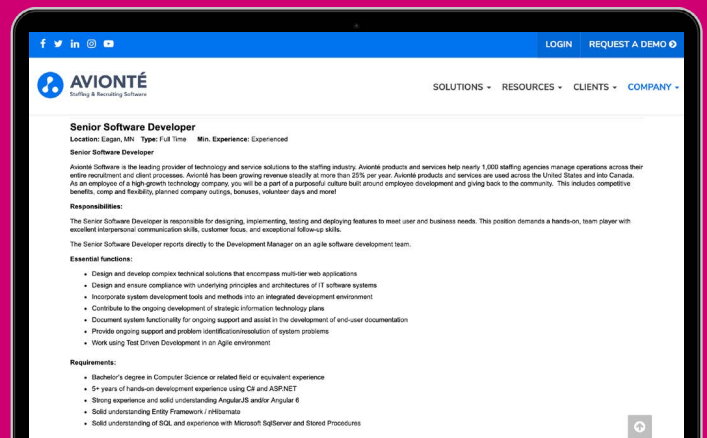 LOGIN REQUEST A DEMO
AVIONTÉ
Staffing & Recruiting Software
SOLUTIONS RESOURCES CLIENTS COMPANY
Senior Software Developer
Location: Eagan, MN Type: Full Time Min. Experience: Experienced
Senior Software Developer
Avionté Software is the leading provider of technology and service solutions to the staffing industry. Avionté products and services help nearly 1,000 staffing agencies manage operations across their
entire recruitment and client processes. Avionté has been growing revenue steadily at more than 25% per year. Avionté products and services are used across the United States and into Canada.
As an employee of a high-growth technology company, you will be a part of a purposeful culture built around employee development and giving back to the community. This includes competitive
benefits, comp and flexibility, planned company outings, bonuses, volunteer days and more!
Responsibilities:
The Senior Software Developer is responsible for designing, implementing, testing and deploying features to meet user and business needs. This position demands a hands-on, team player with
excellent interpersonal communication skills, customer focus, and exceptional follow-up skills.
The Senior Software Developer reports directly to the Development Manager on an agile software development team.
Essential functions:
• Design and develop complex technical solutions that encompass multi-tier web applications
• Design and ensure compliance with underlying principles and architectures of IT software systems
• Incorporate system development tools and methods into an integrated development environment
• Contribute to the ongoing development of strategic information technology plans
• Document system functionality for ongoing support and assist in the development of end-user documentation
• Provide ongoing support and problem identification/resolution of system problems
• Work using Test Driven Development in an Agile environment
Requirements:
• Bachelor's degree in Computer Science or related field or equivalent experience
• 5+ years of hands-on development experience using C# and ASP.NET
• Strong experience and solid understanding AngularJS and/or Angular 6
• Solid understanding Entity Framework / nHibernate
• Solid understanding of SQL and experience with Microsoft SqlServer and Stored Procedures